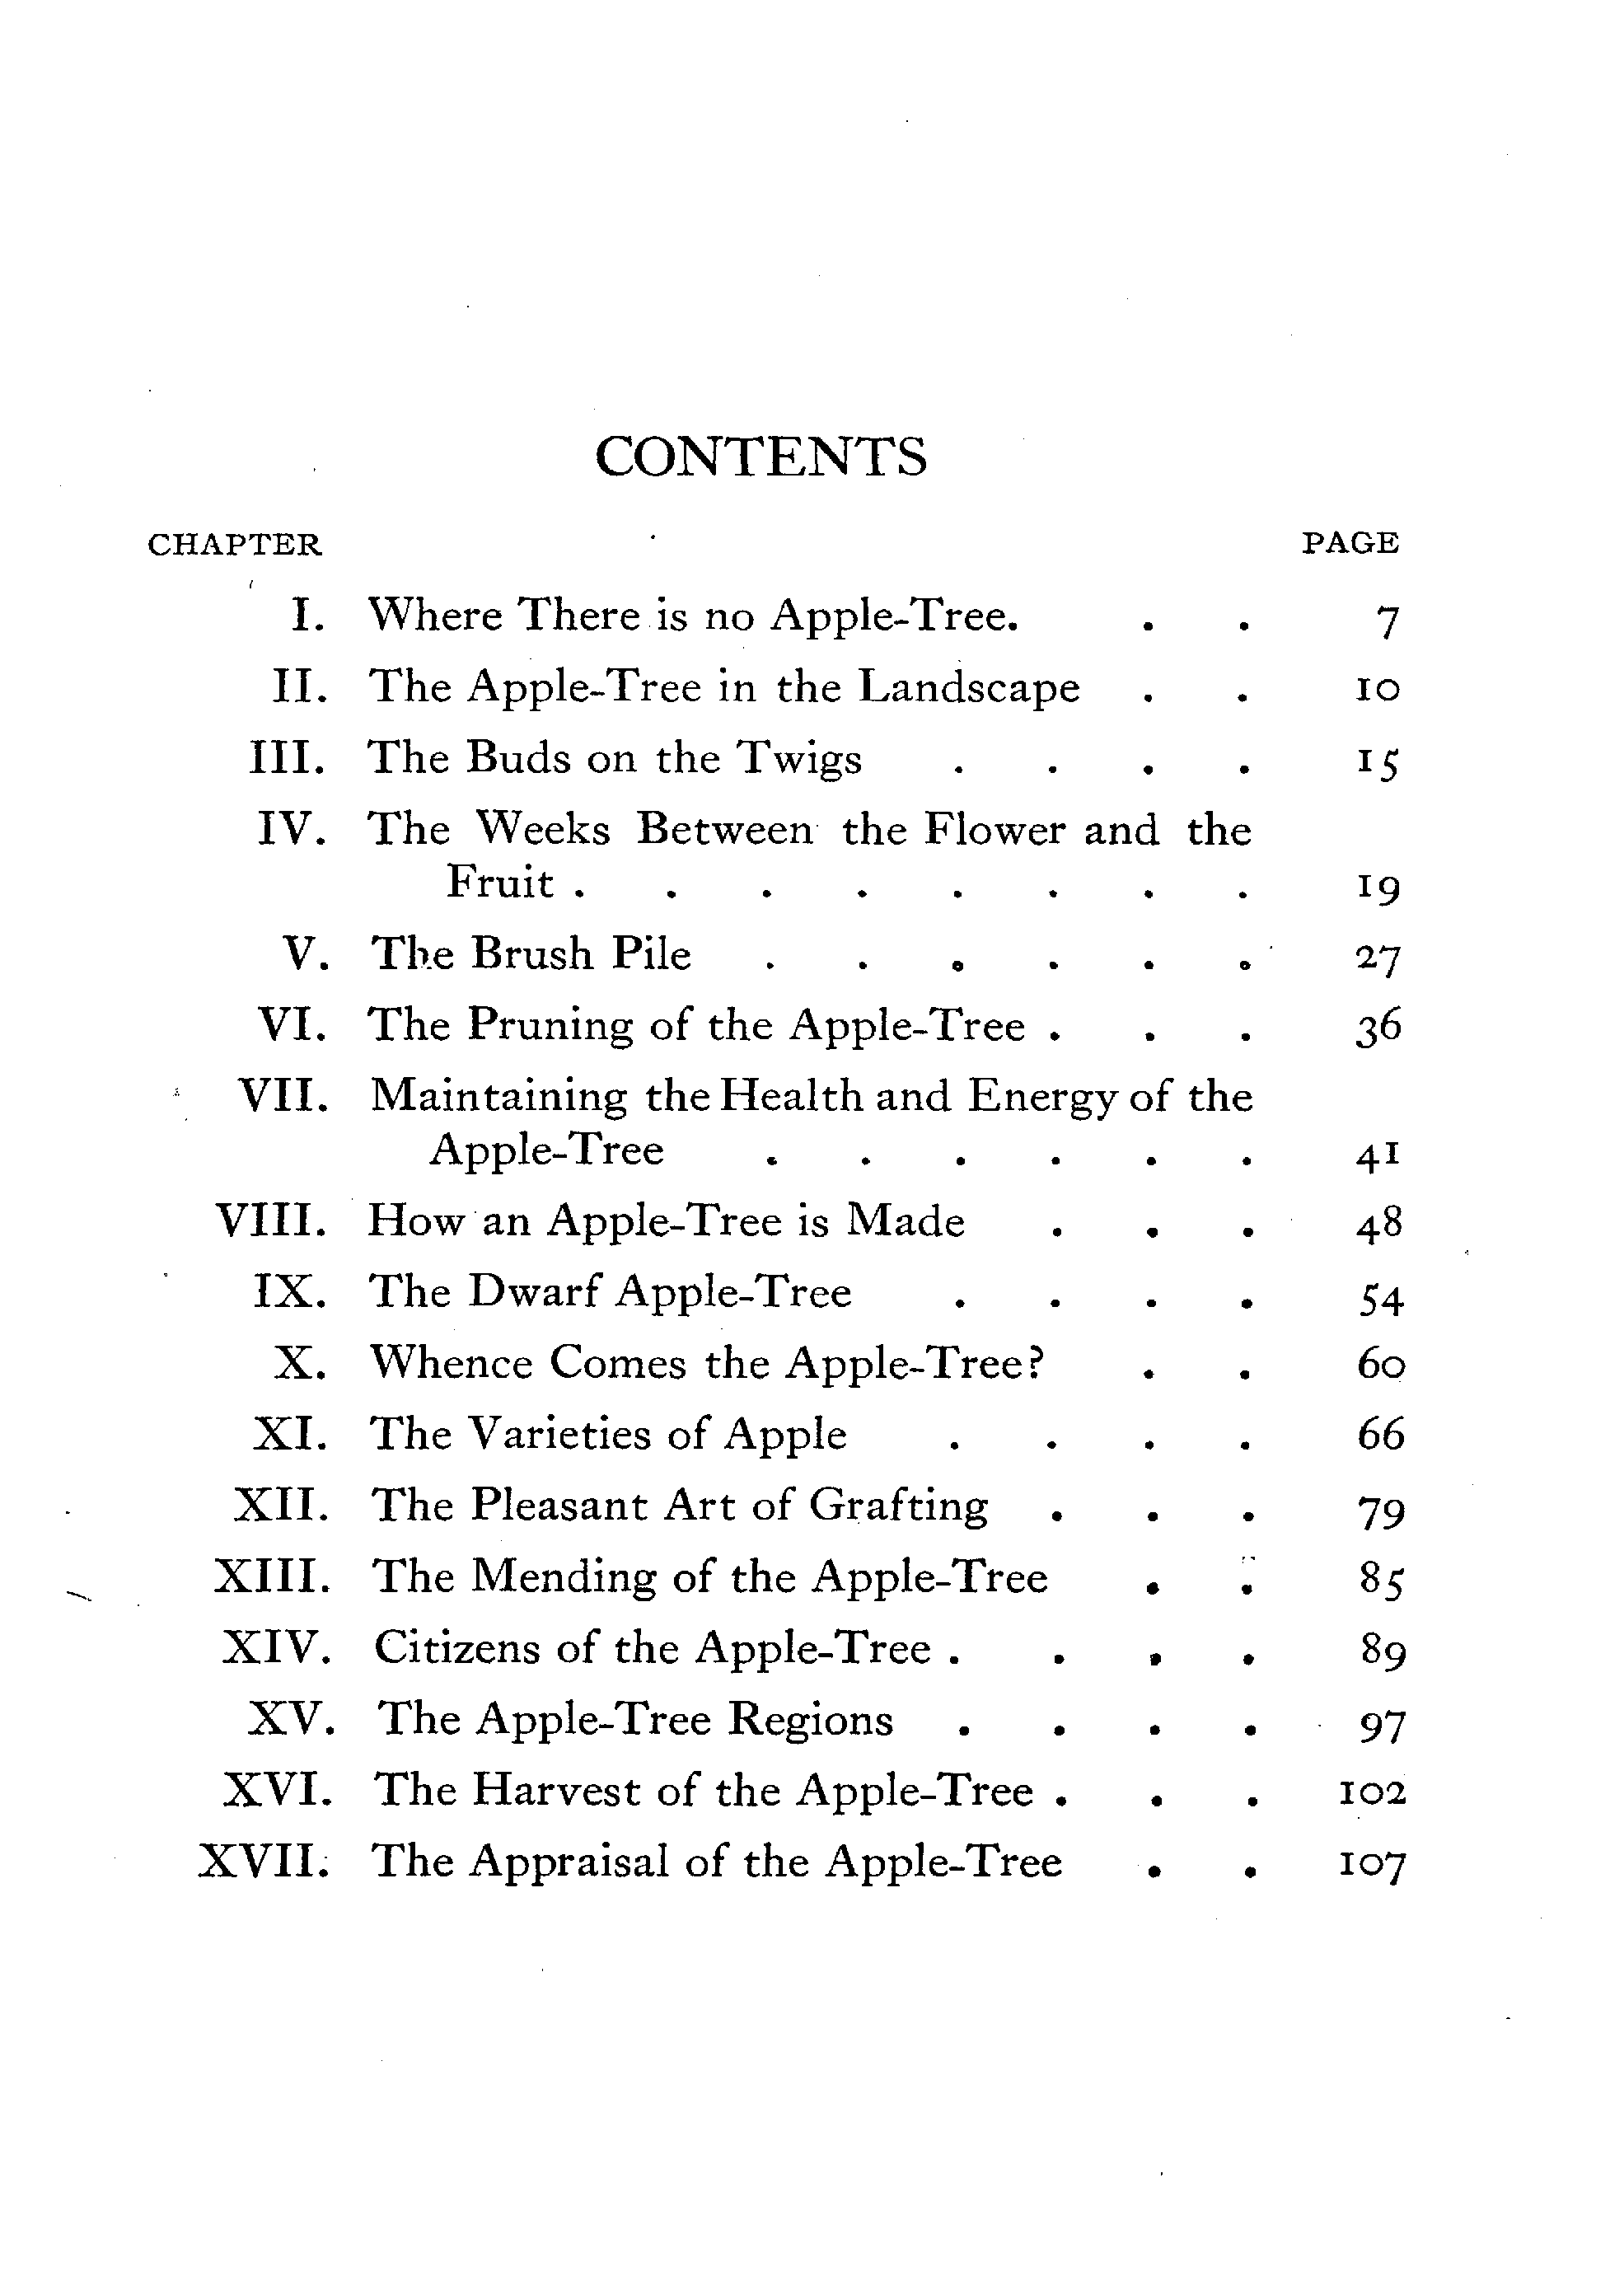 CONTENTS
CHAPTER PAGE
I. Where There is no Apple-Tree. . . 7
II. The Apple-Tree in the Landscape . . 10
III. The Buds on the Twigs . . . . 15
IV. The Weeks Between the Flower and the
Fruit . . . . . . . . 19
V. The Brush Pile . . . . . . 27
VI. The Pruning of the Apple-Tree . . . 36
VII. Maintaining the Health and Energy of the
Apple-Tree . . . . . . 41
VIII. How an Apple-Tree is Made . . . 48
IX. The Dwarf Apple-Tree . . . . 54
X. Whence Comes the Apple-Tree? . . 60
XI. The Varieties of Apple . . . . 66
XII. The Pleasant Art of Grafting . . . 79
XIII. The Mending of the Apple-Tree . . 85
XIV. Citizens of the Apple-Tree . . . . 89
XV. The Apple-Tree Regions . . . . 97
XVI. The Harvest of the Apple-Tree . . . 102
XVII. The Appraisal of the Apple-Tree . . 107